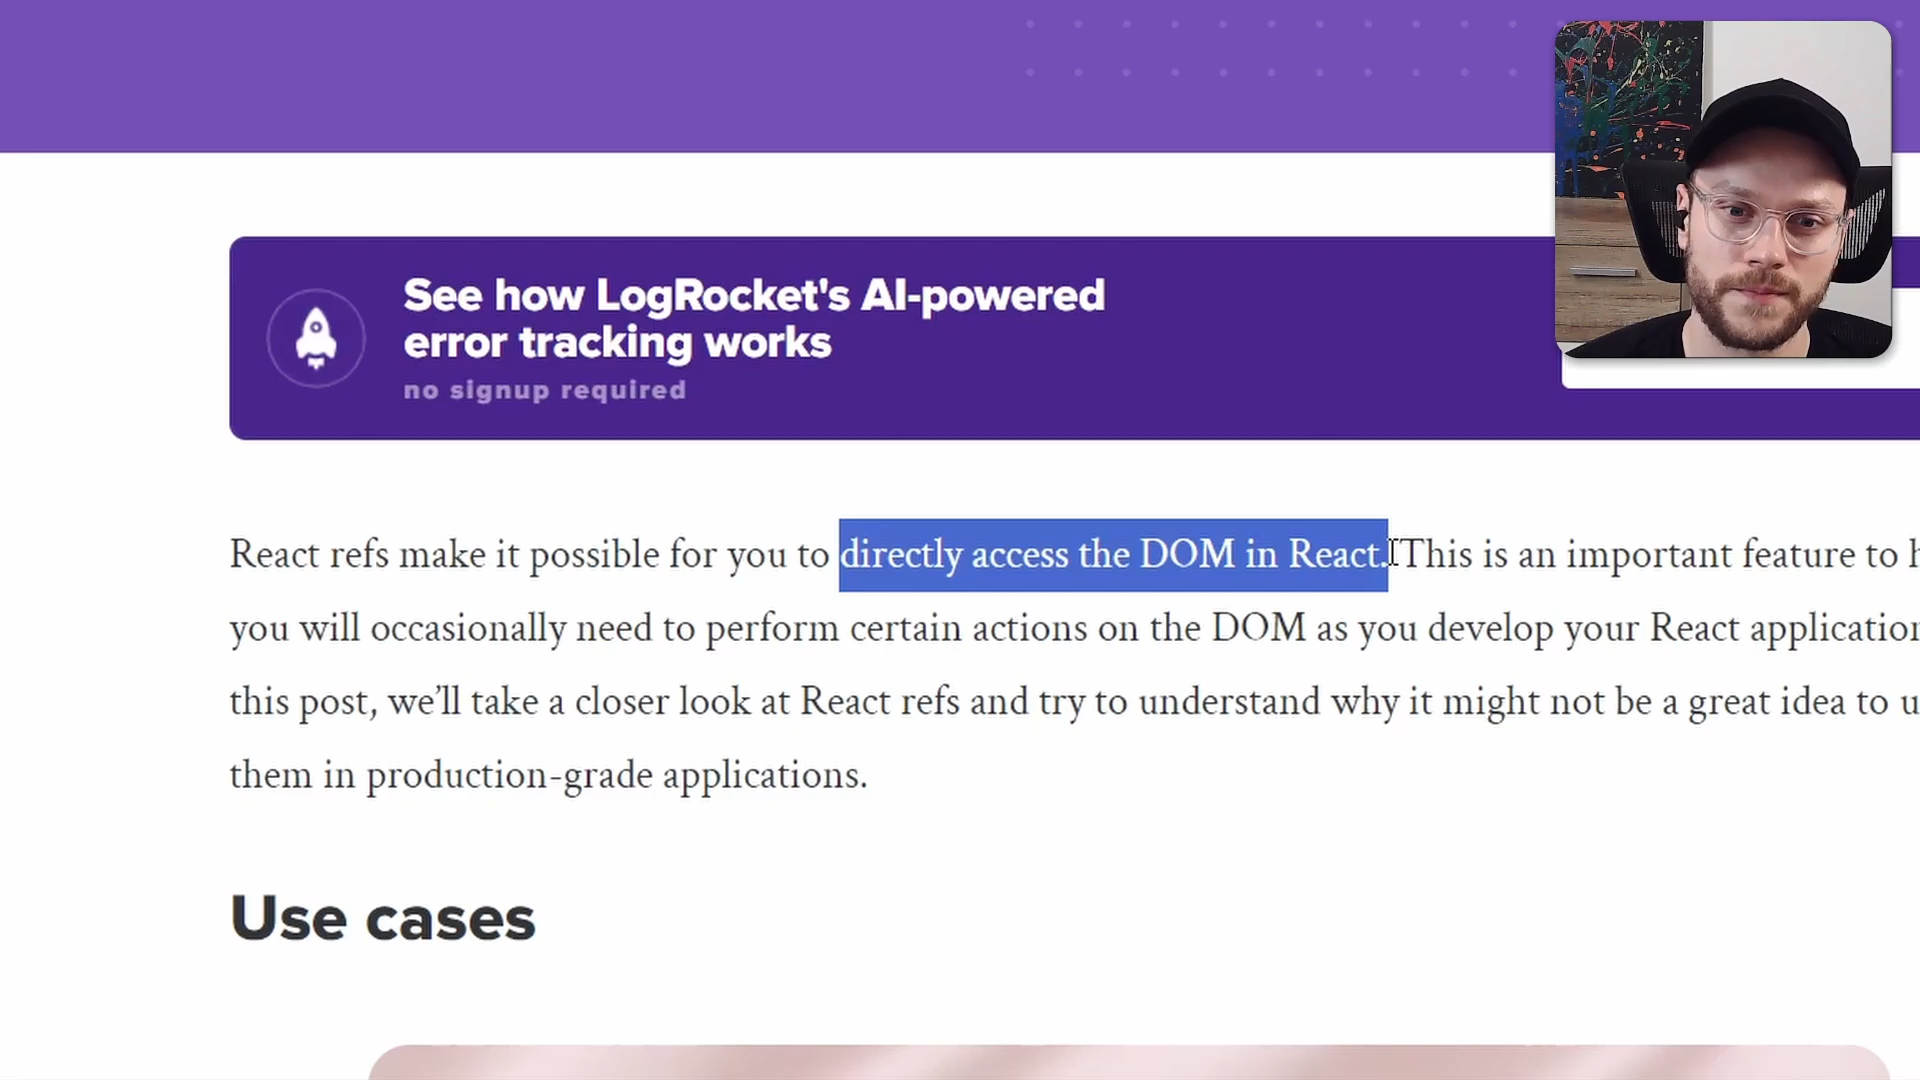 See how LogRocket's AI-powered
error tracking works
no signup required
React refs make it possible for you to directly access the DOM in React. This is an important feature to
you will occasionally need to perform certain actions on the DOM as you develop your React
this post, we’ll take a closer look at React refs and try to understand why it might not be a great idea to
them in production-grade applications.
Use cases